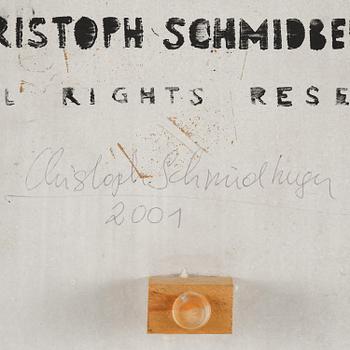 RISTOPH SCHMIDBE
L RIGHTS RESE
Christoph Schmidberger
2001